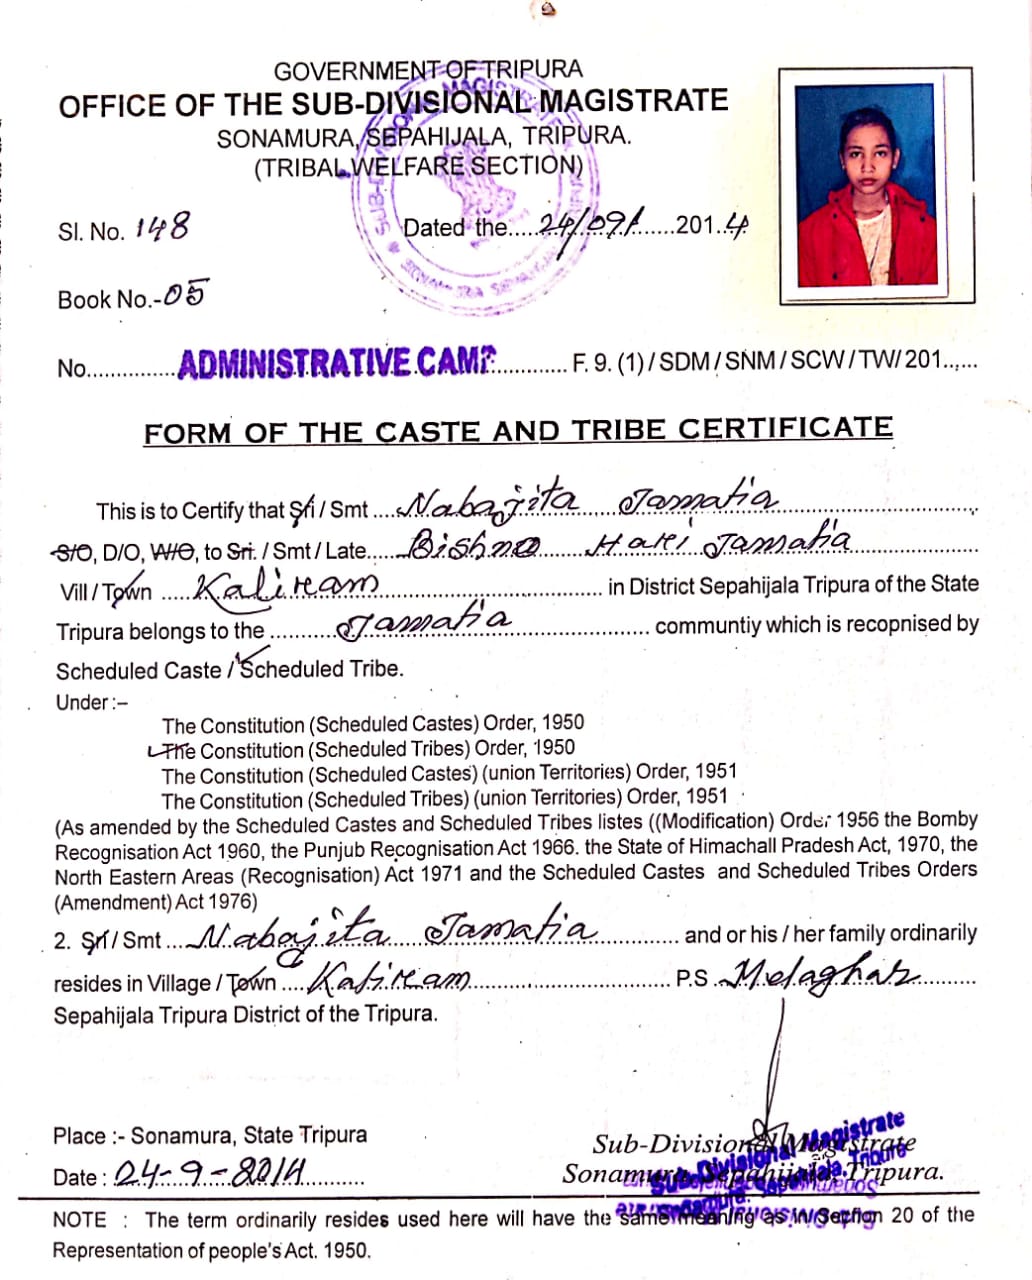 GOVERNMENT OF TRIPURA
OFFICE OF THE SUB-DIVISIONAL MAGISTRATE
SONAMURA, SEPAHIJALA, TRIPURA.
(TRIBAL WELFARE SECTION)
Sl. No. 148
Dated the.....24/09/.......2014
Book No.-05
No...............ADMINISTRATIVE CAMP............ F. 9. (1) / SDM / SNM / SCW / TW/ 201......
FORM OF THE CASTE AND TRIBE CERTIFICATE
This is to Certify that Sri / Smt ....Nabajita Jamatia
S/O, D/O, W/O, to Sri. / Smt / Late......Bishno Hari Jamatia
Vill / Town .....Kaliram.................................... in District Sepahijala Tripura of the State
Tripura belongs to the ...........Jamatia........................ communtiy which is recopnised by
Scheduled Caste / Scheduled Tribe.
Under :–
The Constitution (Scheduled Castes) Order, 1950
The Constitution (Scheduled Tribes) Order, 1950
The Constitution (Scheduled Castes) (union Territories) Order, 1951
The Constitution (Scheduled Tribes) (union Territories) Order, 1951
(As amended by the Scheduled Castes and Scheduled Tribes listes ((Modification) Order 1956 the Bomby
Recognisation Act 1960, the Punjub Recognisation Act 1966. the State of Himachall Pradesh Act, 1970, the
North Eastern Areas (Recognisation) Act 1971 and the Scheduled Castes and Scheduled Tribes Orders
(Amendment) Act 1976)
2. Sri / Smt ....Nabajita Jamatia............... and or his / her family ordinarily
resides in Village / Town ....Kaliram................................... P.S .Melaghar..........
Sepahijala Tripura District of the Tripura.
Place :- Sonamura, State Tripura
Date : 24-9-2014
Sub-Divisional Magistrate
Sonamura, Sepahijala, Tripura.
Sub-Divisional Magistrate
NOTE : The term ordinarily resides used here will have the same meaning as in Section 20 of the
Representation of people's Act. 1950.